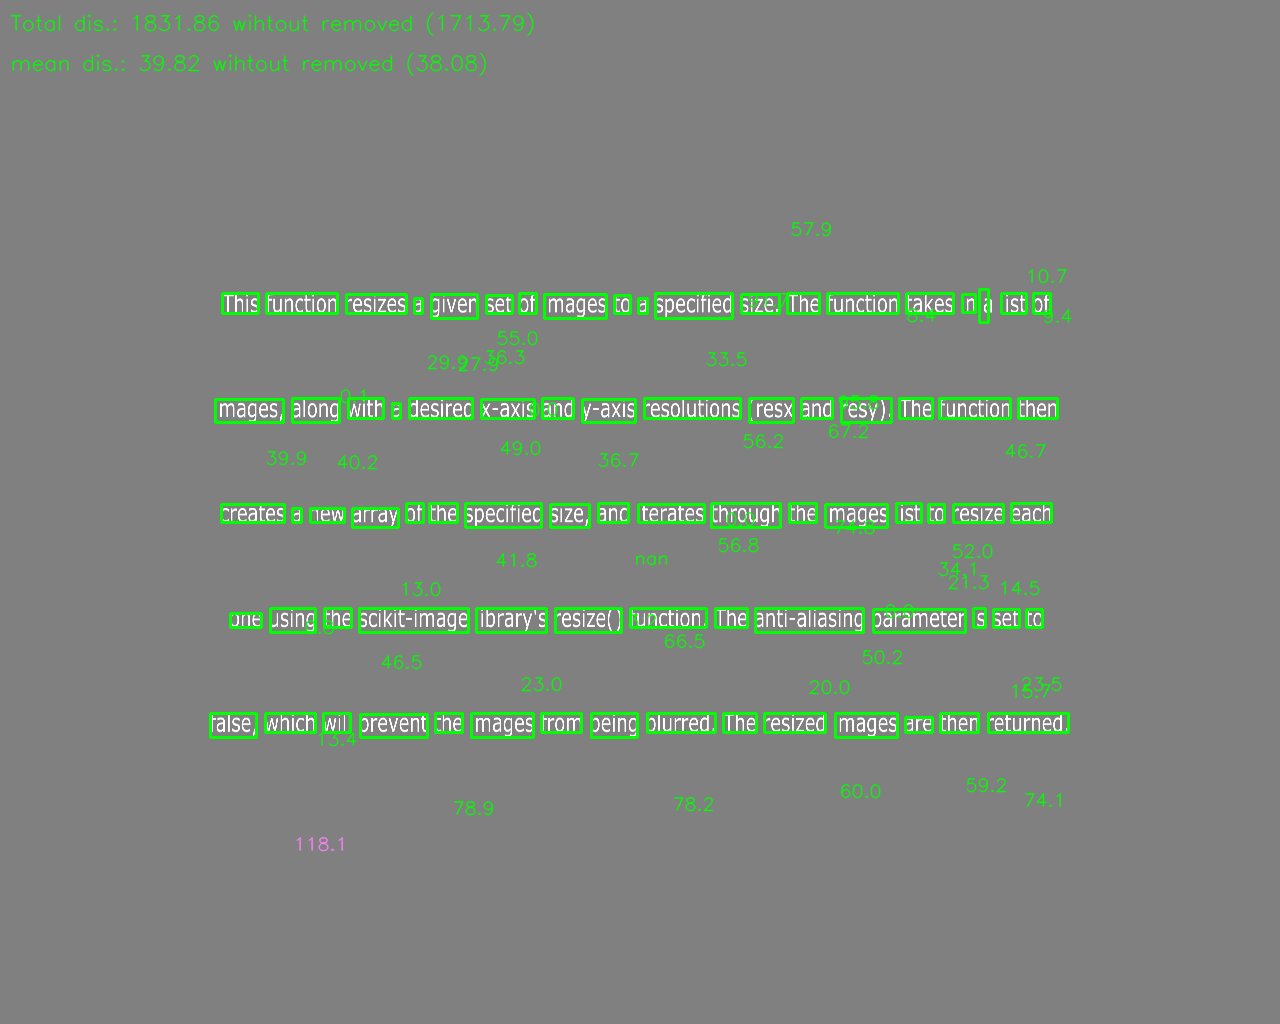 Total dis.: 1831.86 wihtout removed (1713.79)
mean dis.: 39.82 wihtout removed (38.08)
57.9
10.7
This function resizes a given set of images to a specified size. The function takes in a list of
9.4
55.0
29.9 27.9 36.3 33.5
images, along with a desired x-axis and y-axis resolutions (resx and resy). The function then
67.2
39.9 40.2 49.0 36.7 56.2 46.7
creates a new array of the specified size, and iterates through the images list to resize each
56.8
41.8 nan 52.0
34.1
13.0 21.3 14.5
one using the scikit-image library's resize() function. The anti-aliasing parameter is set to
66.5
46.5 50.2
23.0 20.0 23.5
false, which will prevent the images from being blurred. The resized images are then returned.
13.4
78.9 78.2 60.0 59.2 74.1
118.1